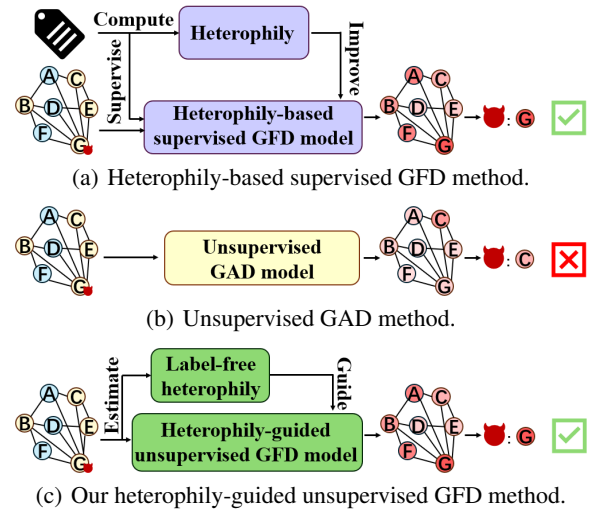 Compute
Heterophily
Supervise
Improve
A C
B D E
F
G
Heterophily-based
supervised GFD model
A C
B D E
F
G
: G
(a) Heterophily-based supervised GFD method.
A C
B D E
F
G
Unsupervised
GAD model
A C
B D E
F
G
: C
(b) Unsupervised GAD method.
Label-free
heterophily
Estimate
Guide
A C
B D E
F
G
Heterophily-guided
unsupervised GFD model
A C
B D E
F
G
: G
(c) Our heterophily-guided unsupervised GFD method.